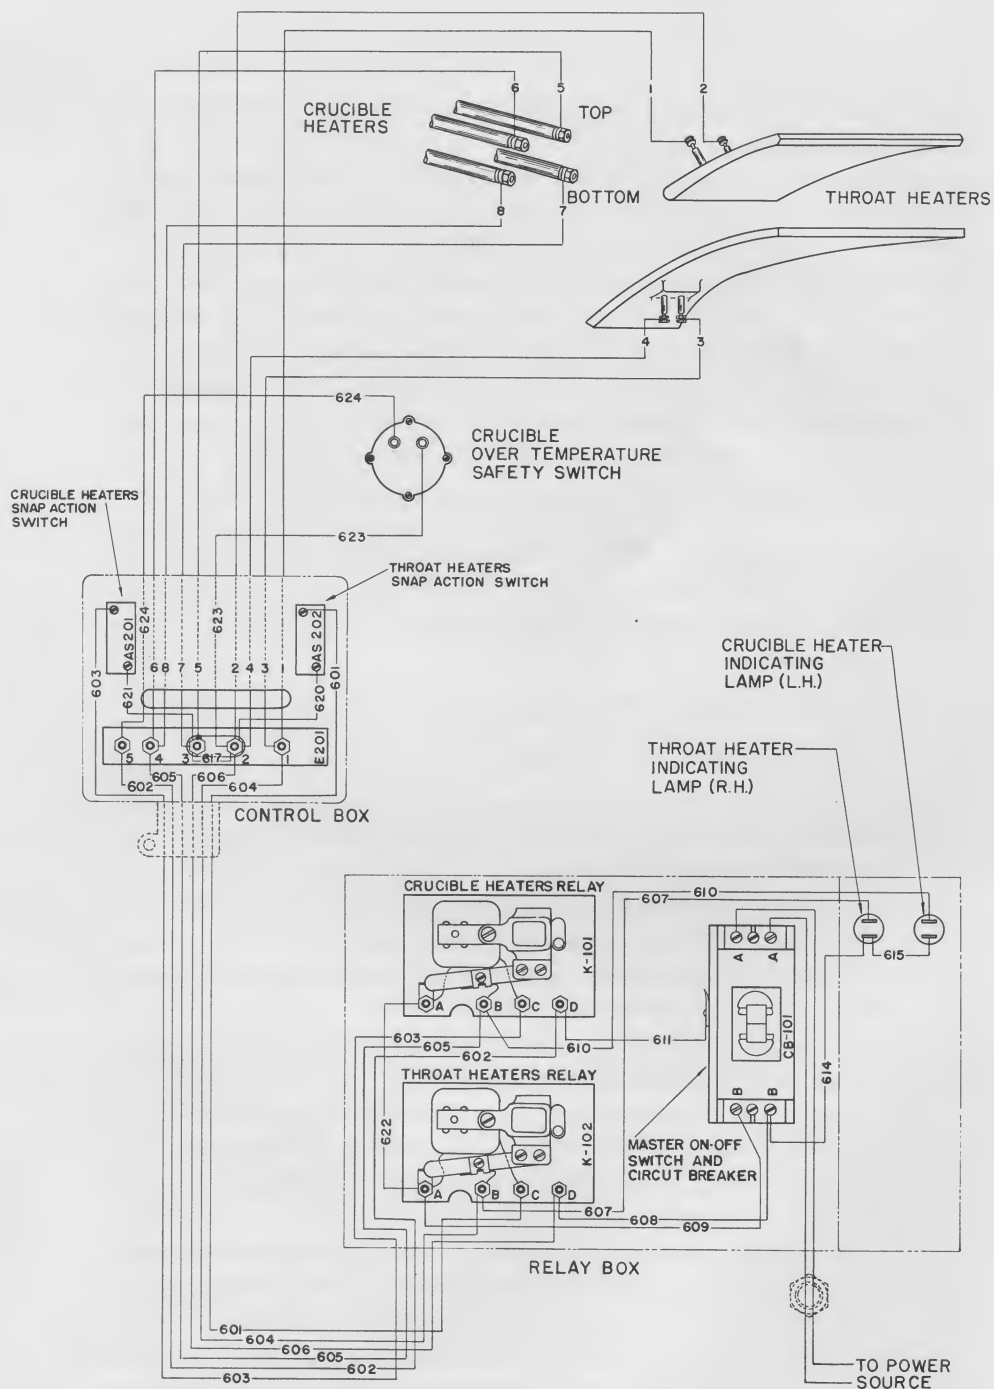 6
5
1
2
CRUCIBLE
HEATERS
TOP
BOTTOM
8
7
THROAT HEATERS
4
3
624
CRUCIBLE
OVER TEMPERATURE
SAFETY SWITCH
CRUCIBLE HEATERS
SNAP ACTION
SWITCH
623
THROAT HEATERS
SNAP ACTION SWITCH
603
AS201
621
624
6 8 7 5
623
2 4 3 1
AS 202
620
601
5 4 3 617 2 1
E201
602
605
606
604
CONTROL BOX
CRUCIBLE HEATER
INDICATING
LAMP (L.H.)
THROAT HEATER
INDICATING
LAMP (R.H.)
CRUCIBLE HEATERS RELAY
610
607
K-101
A B C D
A A
615
603
605
602
610
611
CB-101
614
THROAT HEATERS RELAY
622
K-102
A B C D
B B
MASTER ON-OFF
SWITCH AND
CIRCUT BREAKER
607
608
609
RELAY BOX
601
604
606
605
602
603
TO POWER
SOURCE